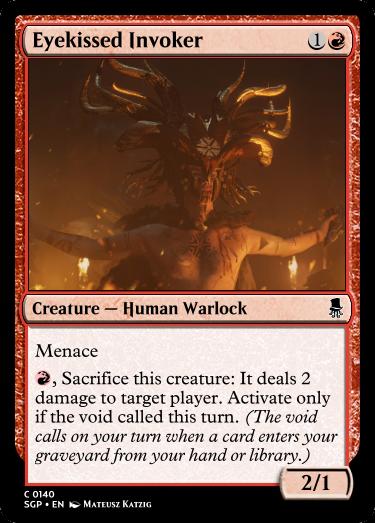 Eyekissed Invoker 1
Creature — Human Warlock
Menace
, Sacrifice this creature: It deals 2
damage to target player. Activate only
if the void called this turn. (The void
calls on your turn when a card enters your
graveyard from your hand or library.)
2/1
C 0140
SGP • EN Mateusz Katzig